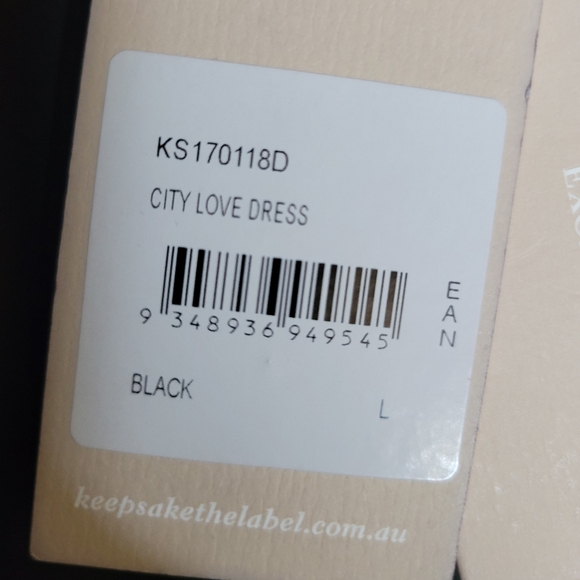 KS170118D
CITY LOVE DRESS
9 348936 949545
EAN
BLACK
L
keepsakethelabel.com.au